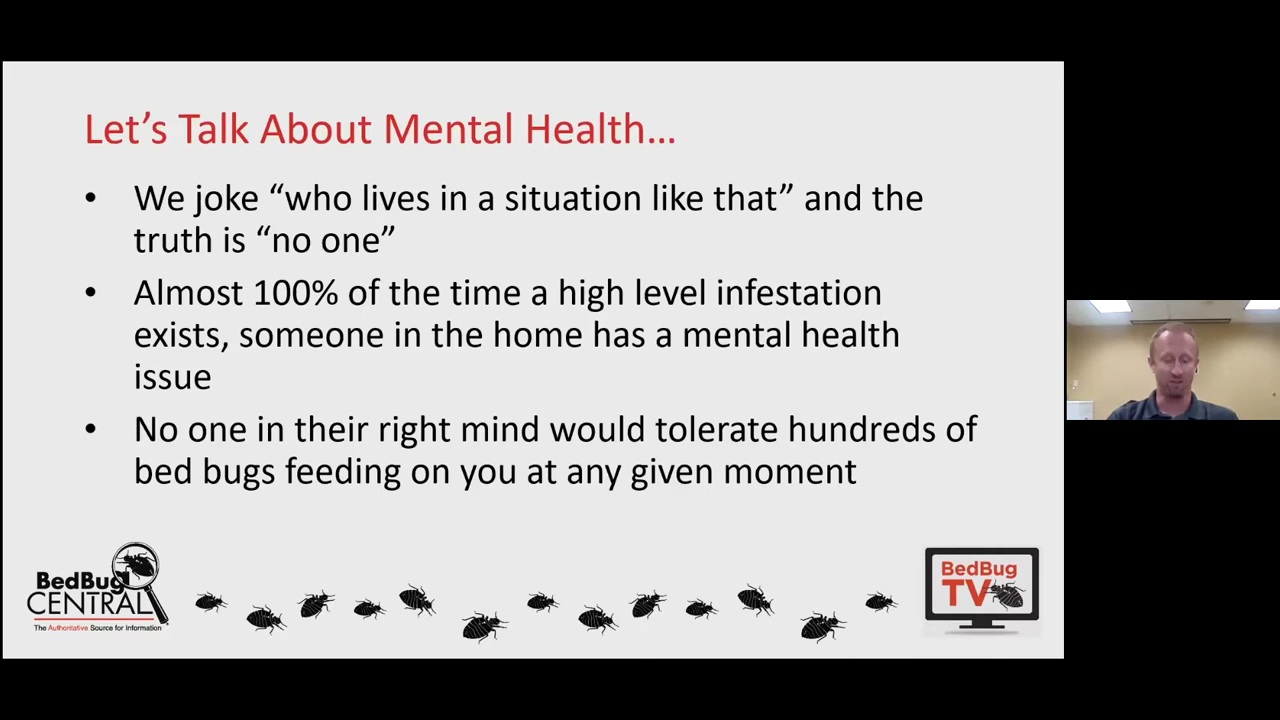 Let’s Talk About Mental Health…
• We joke “who lives in a situation like that” and the
truth is “no one”
• Almost 100% of the time a high level infestation
exists, someone in the home has a mental health
issue
• No one in their right mind would tolerate hundreds of
bed bugs feeding on you at any given moment
BedBug
CENTRAL
The Authoritative Source for Information
BedBug
TV